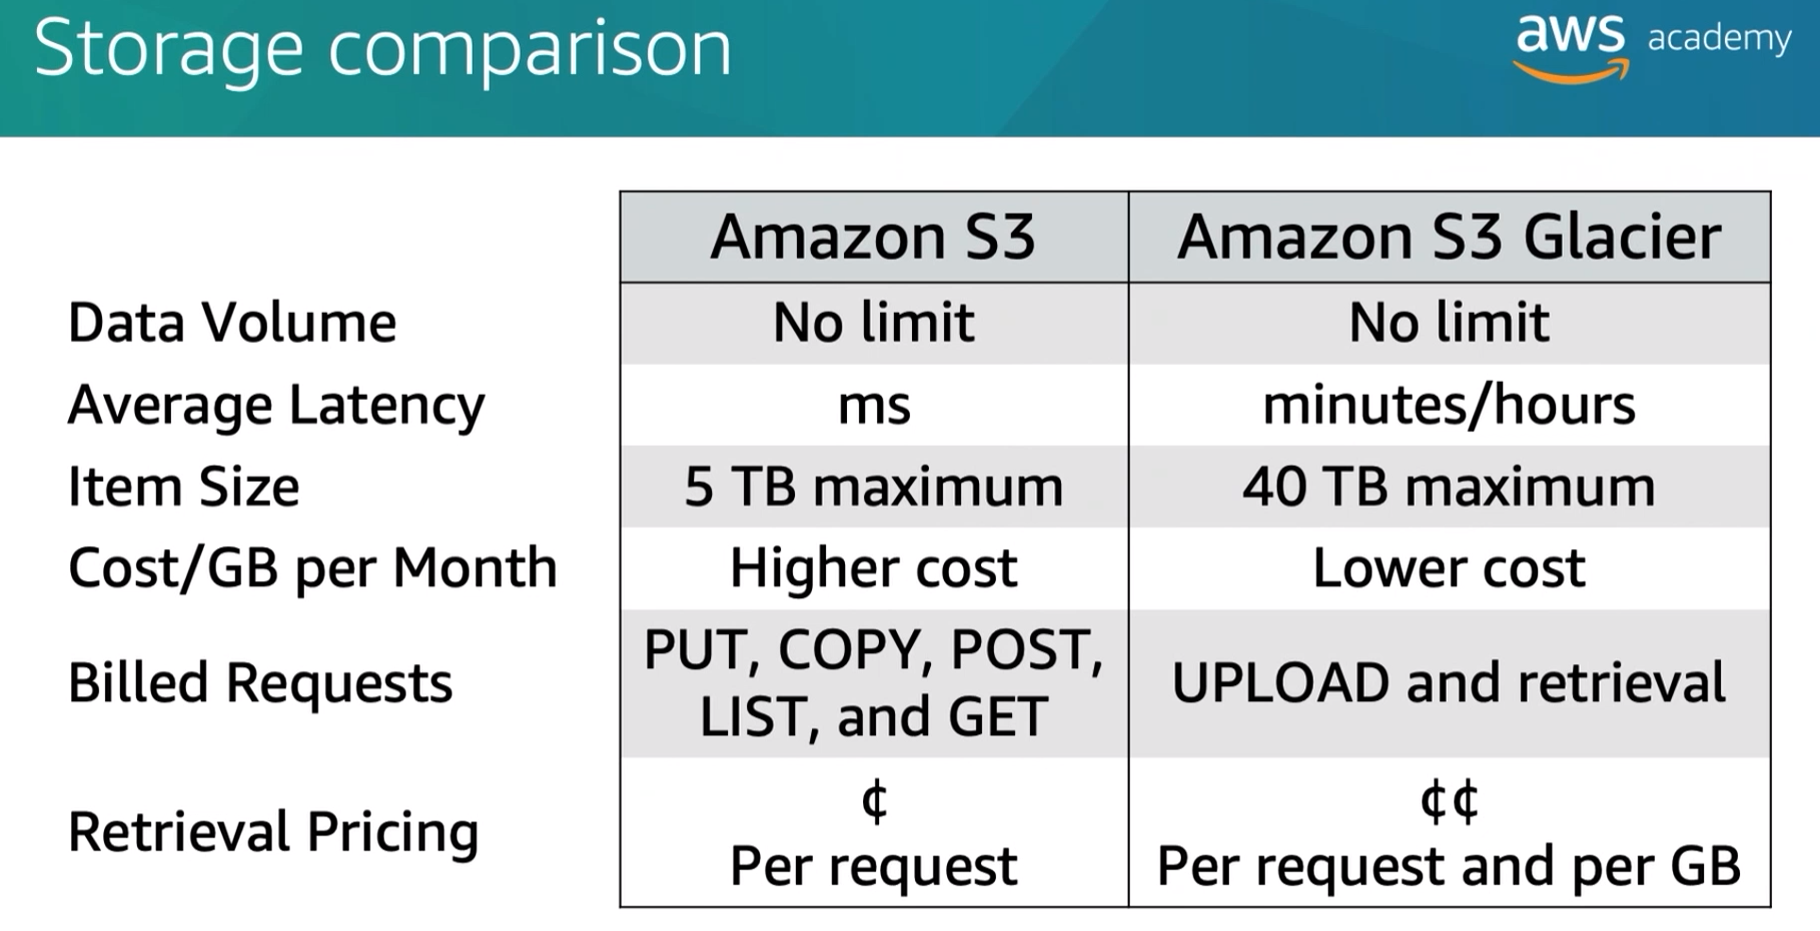 Storage comparison
aws academy
Amazon S3 Amazon S3 Glacier
Data Volume No limit No limit
Average Latency ms minutes/hours
Item Size 5 TB maximum 40 TB maximum
Cost/GB per Month Higher cost Lower cost
Billed Requests PUT, COPY, POST, UPLOAD and retrieval
LIST, and GET
Retrieval Pricing ¢ ¢¢
Per request Per request and per GB